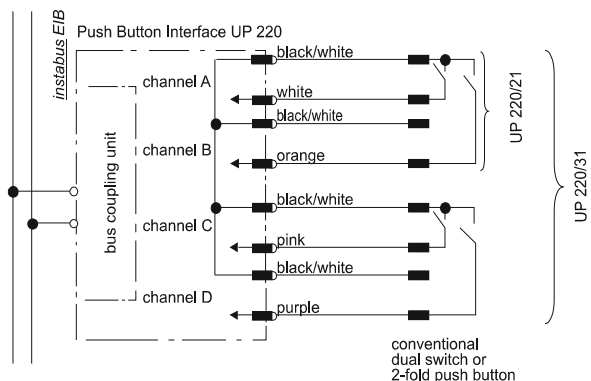 Push Button Interface UP 220
instabus EIB
bus coupling unit
channel A
channel B
channel C
channel D
black/white
white
black/white
orange
black/white
pink
black/white
purple
UP 220/21
UP 220/31
conventional
dual switch or
2-fold push button